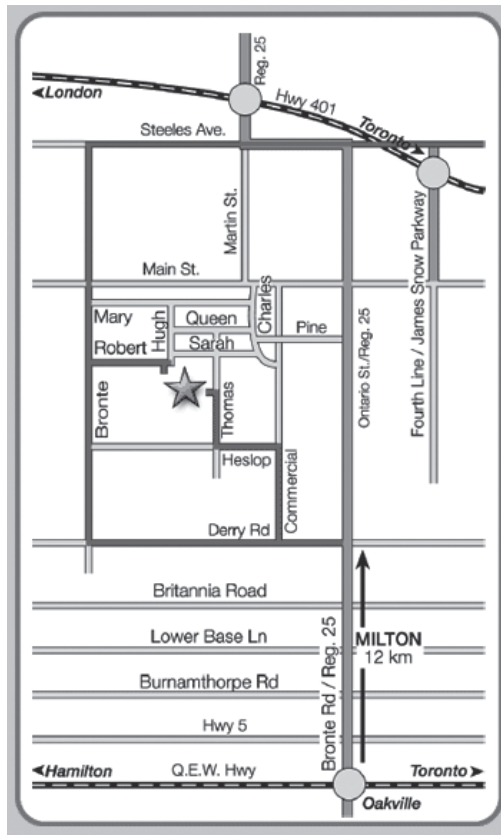 Reg. 25
London
Hwy 401
Toronto
Steeles Ave.
Martin St.
Fourth Line / James Snow Parkway
Main St.
Charles
Mary
Hugh
Queen
Pine
Ontario St./Reg. 25
Robert
Sarah
Bronte
Thomas
Heslop
Commercial
Derry Rd
Britannia Road
Bronte Rd / Reg. 25
Lower Base Ln
MILTON
12 km
Burnamthorpe Rd
Hwy 5
Hamilton
Q.E.W. Hwy
Toronto
Oakville